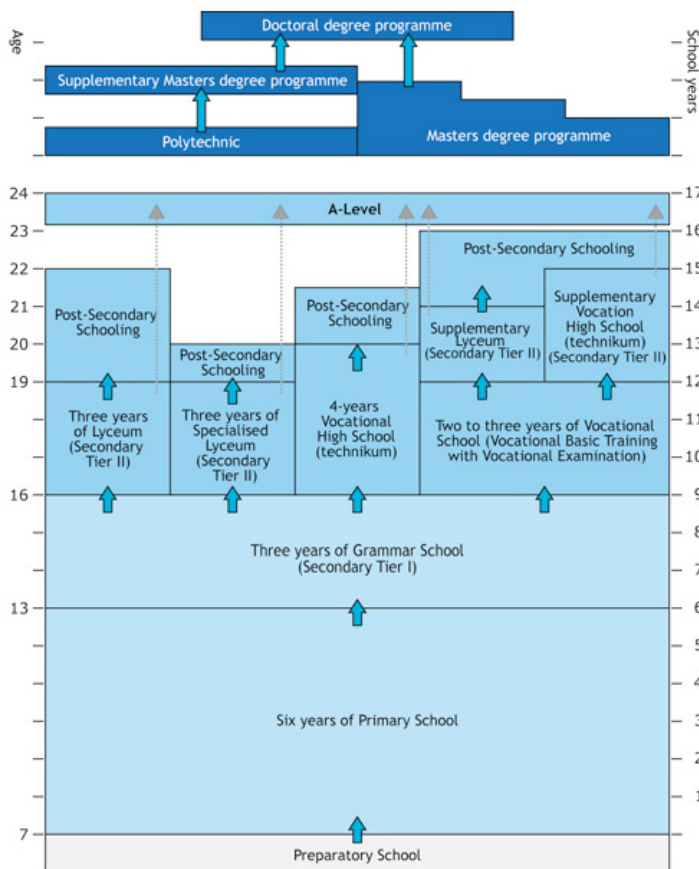 Age
School years
Doctoral degree programme
Supplementary Masters degree programme
Polytechnic
Masters degree programme
24
17
A-Level
23
16
Post-Secondary Schooling
22
15
Post-Secondary
Schooling
Post-Secondary
Schooling
Supplementary
Vocation
High School
(technikum)
(Secondary Tier II)
21
14
Supplementary
Lyceum
(Secondary Tier II)
20
13
Post-Secondary
Schooling
19
12
Three years
of Lyceum
(Secondary
Tier II)
Three years of
Specialised
Lyceum
(Secondary
Tier II)
4-years
Vocational
High School
(technikum)
Two to three years of Vocational
School (Vocational Basic Training
with Vocational Examination)
11
10
16
9
Three years of Grammar School
(Secondary Tier I)
8
7
13
6
5
4
Six years of Primary School
3
2
1
7
Preparatory School